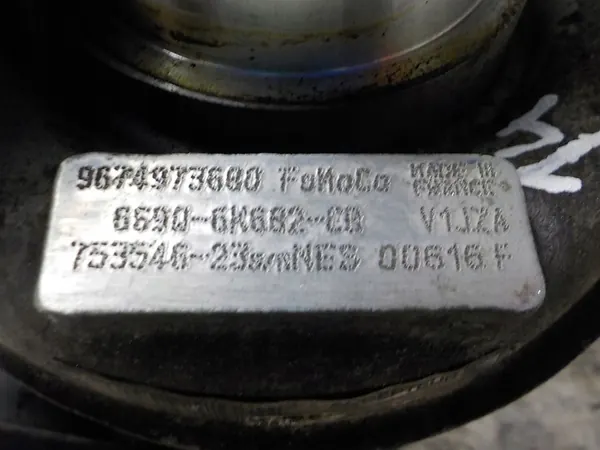 9674973680 FoMoCo MADE IN
FRANCE
6G9Q-6K682-CB V1JZA
753546-23 s/n NES 00616 F